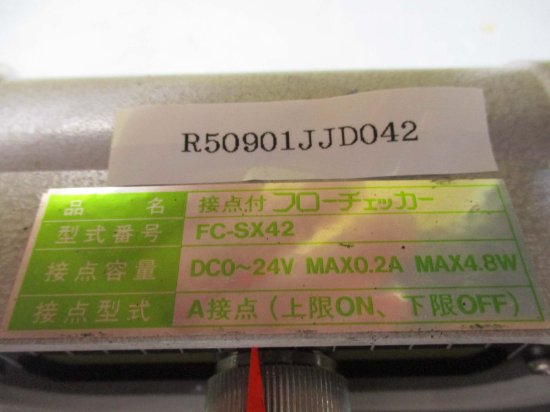 R50901JJD042
品 名 接点付 フローチェッカー
型式番号 FC-SX42
接点容量 DC0~24V MAX0.2A MAX4.8W
接点型式 A接点(上限ON、下限OFF)